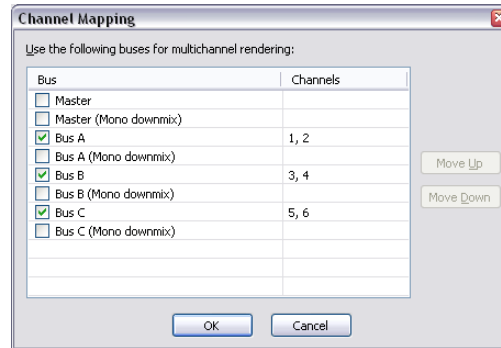 Channel Mapping
Use the following buses for multichannel rendering:
Bus Channels
Master
Master (Mono downmix)
Bus A 1, 2
Bus A (Mono downmix)
Bus B 3, 4
Bus B (Mono downmix)
Bus C 5, 6
Bus C (Mono downmix)
Move Up
Move Down
OK Cancel